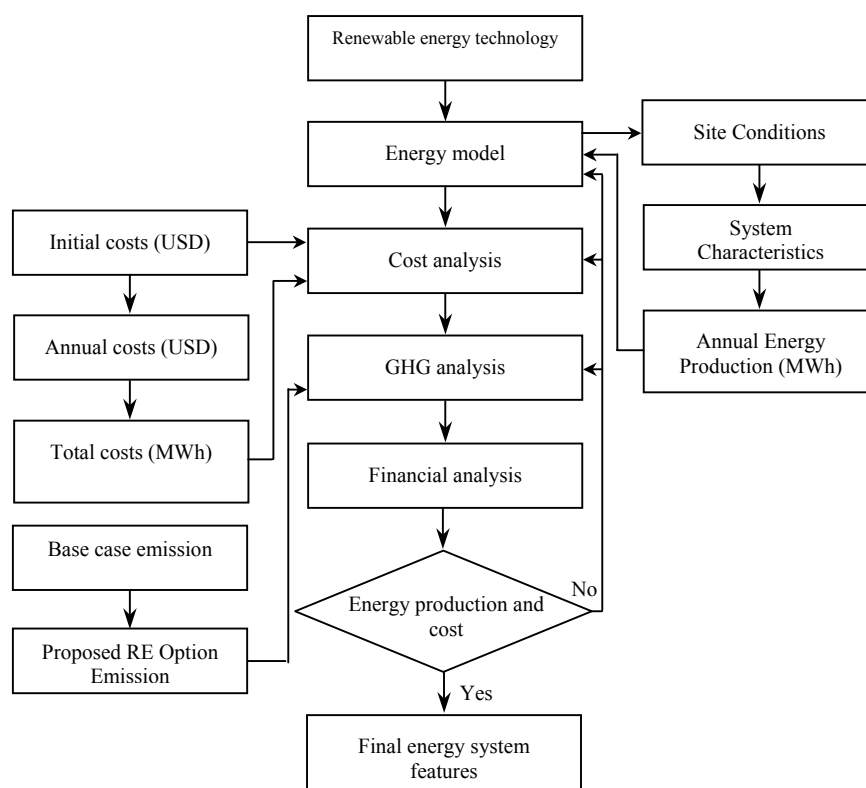 Renewable energy technology
Energy model
Site Conditions
Initial costs (USD)
Cost analysis
System
Characteristics
Annual costs (USD)
GHG analysis
Annual Energy
Production (MWh)
Total costs (MWh)
Financial analysis
Base case emission
Energy production and
cost
No
Proposed RE Option
Emission
Yes
Final energy system
features